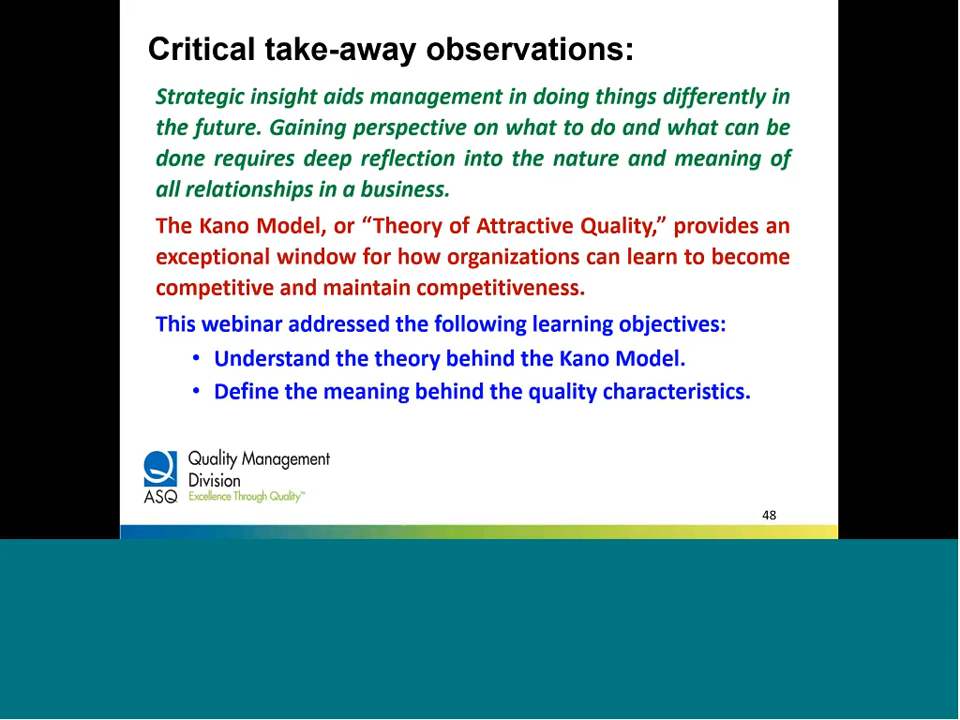 Critical take-away observations:
Strategic insight aids management in doing things differently in
the future. Gaining perspective on what to do and what can be
done requires deep reflection into the nature and meaning of
all relationships in a business.
The Kano Model, or “Theory of Attractive Quality,” provides an
exceptional window for how organizations can learn to become
competitive and maintain competitiveness.
This webinar addressed the following learning objectives:
• Understand the theory behind the Kano Model.
• Define the meaning behind the quality characteristics.
Quality Management
Division
ASQ Excellence Through Quality™
48